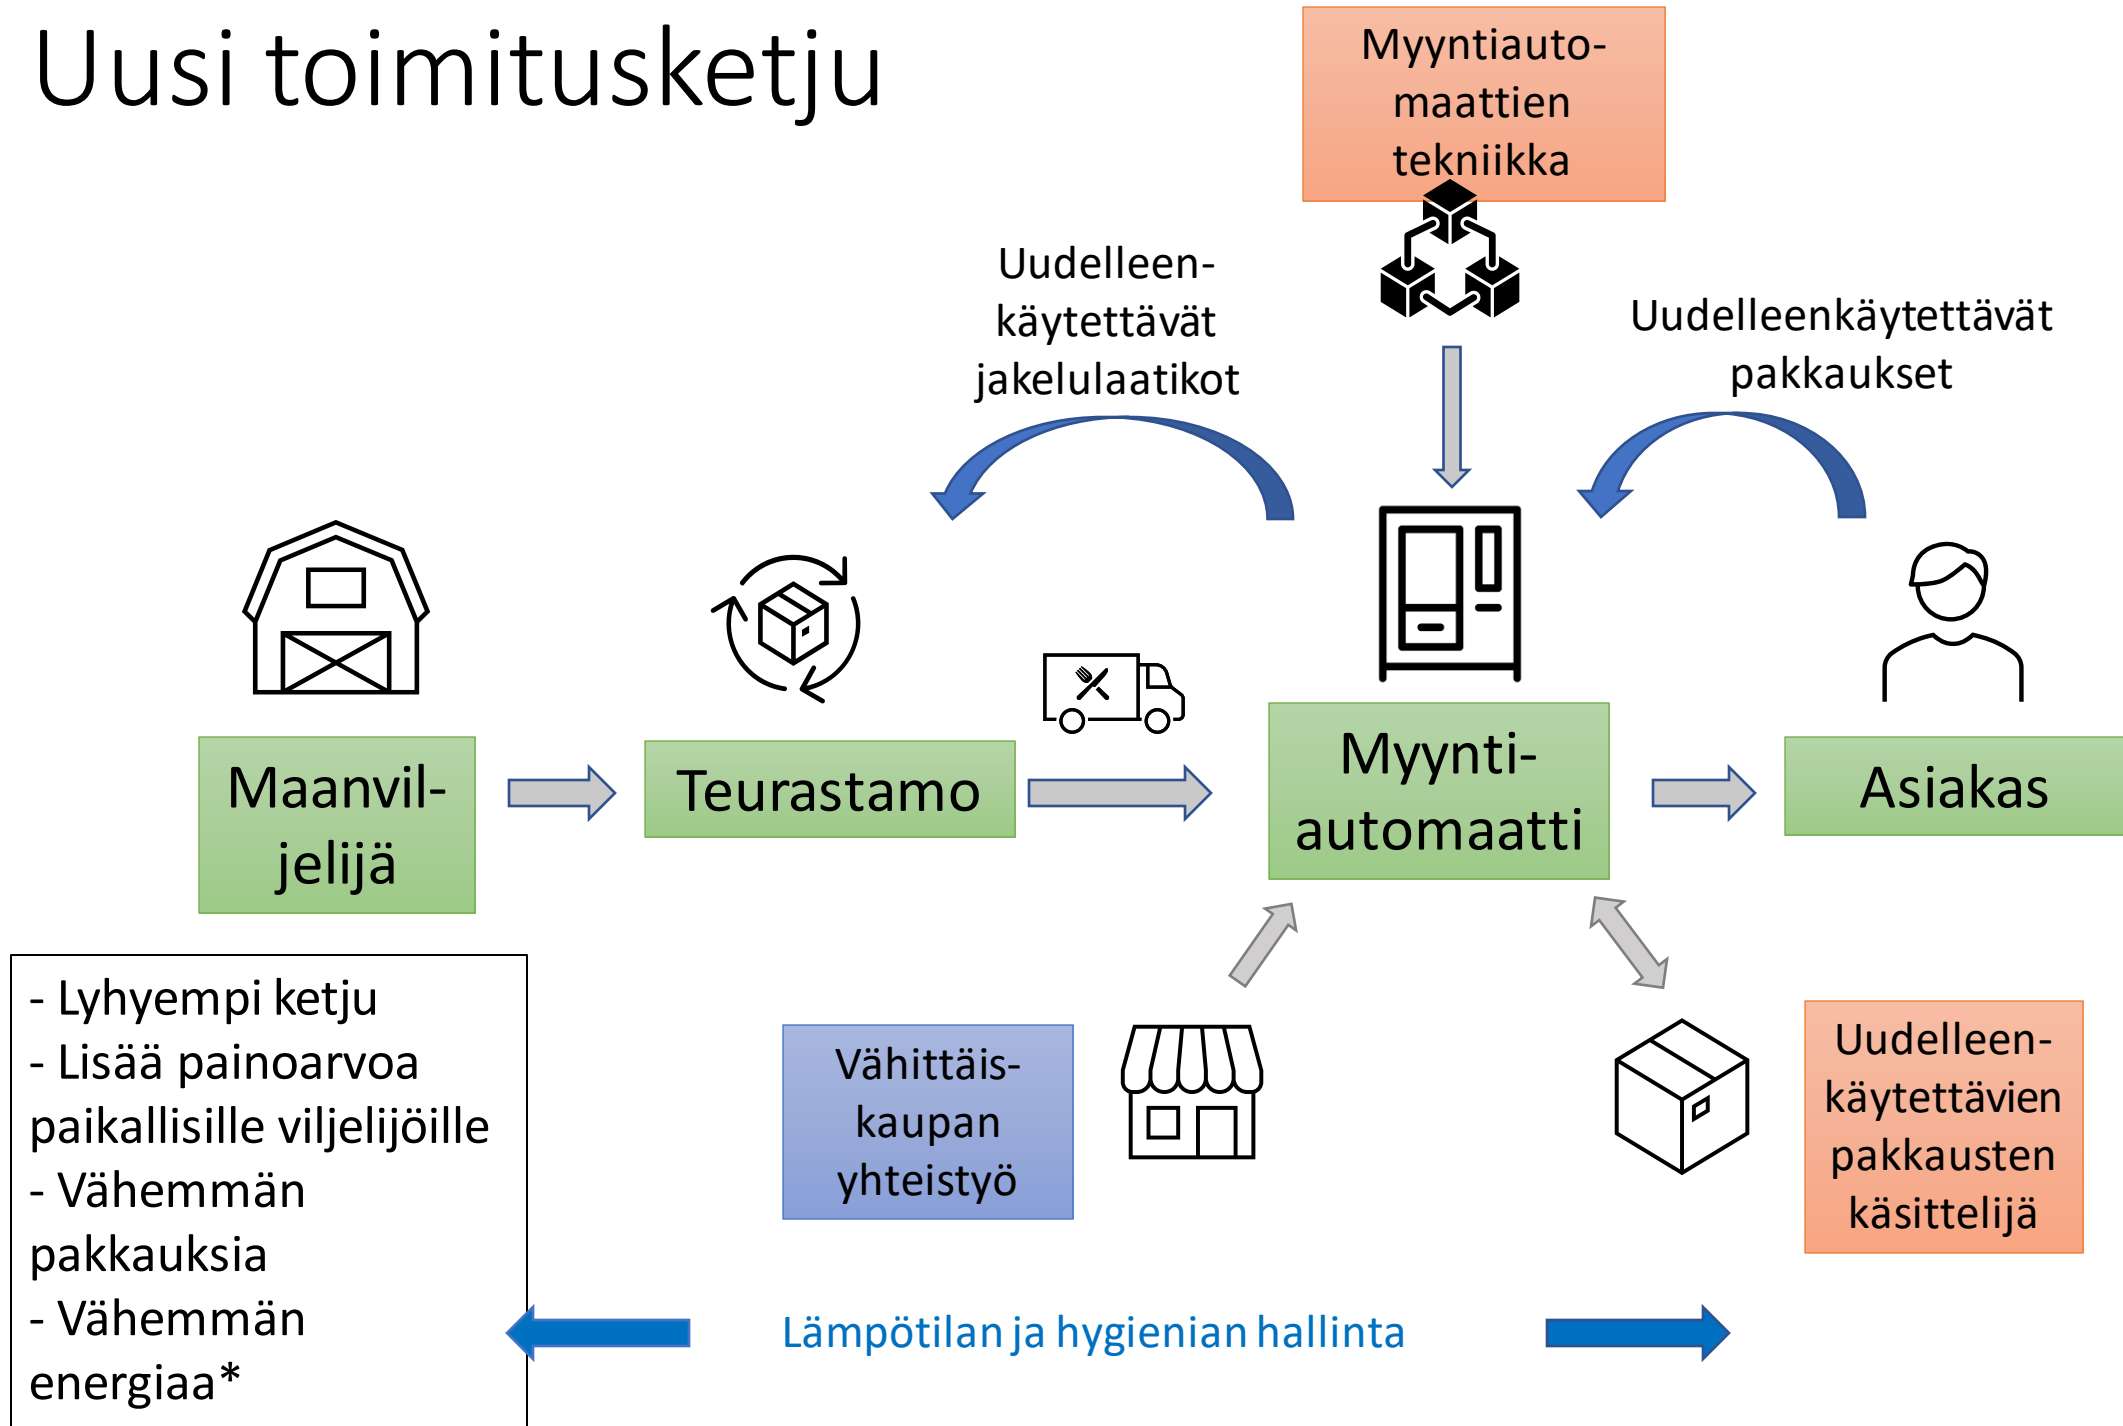 Uusi toimitusketju
Myyntiauto-
maattien
tekniikka
Uudelleen-
käytettävät
jakelulaatikot
Uudelleenkäytettävät
pakkaukset
Maanvil-
jelijä
Teurastamo
Myynti-
automaatti
Asiakas
- Lyhyempi ketju
- Lisää painoarvoa
paikallisille viljelijöille
- Vähemmän
pakkauksia
- Vähemmän
energiaa*
Vähittäis-
kaupan
yhteistyö
Uudelleen-
käytettävien
pakkausten
käsittelijä
Lämpötilan ja hygienian hallinta